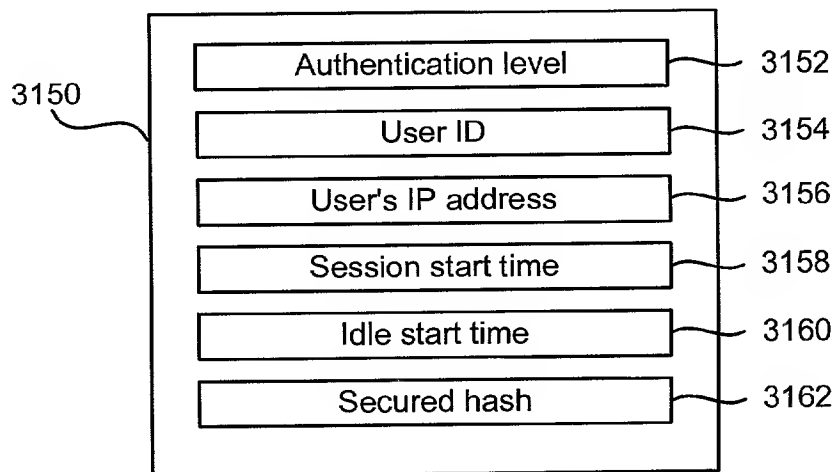 Authentication level 3152
3150
User ID 3154
User's IP address 3156
Session start time 3158
Idle start time 3160
Secured hash 3162